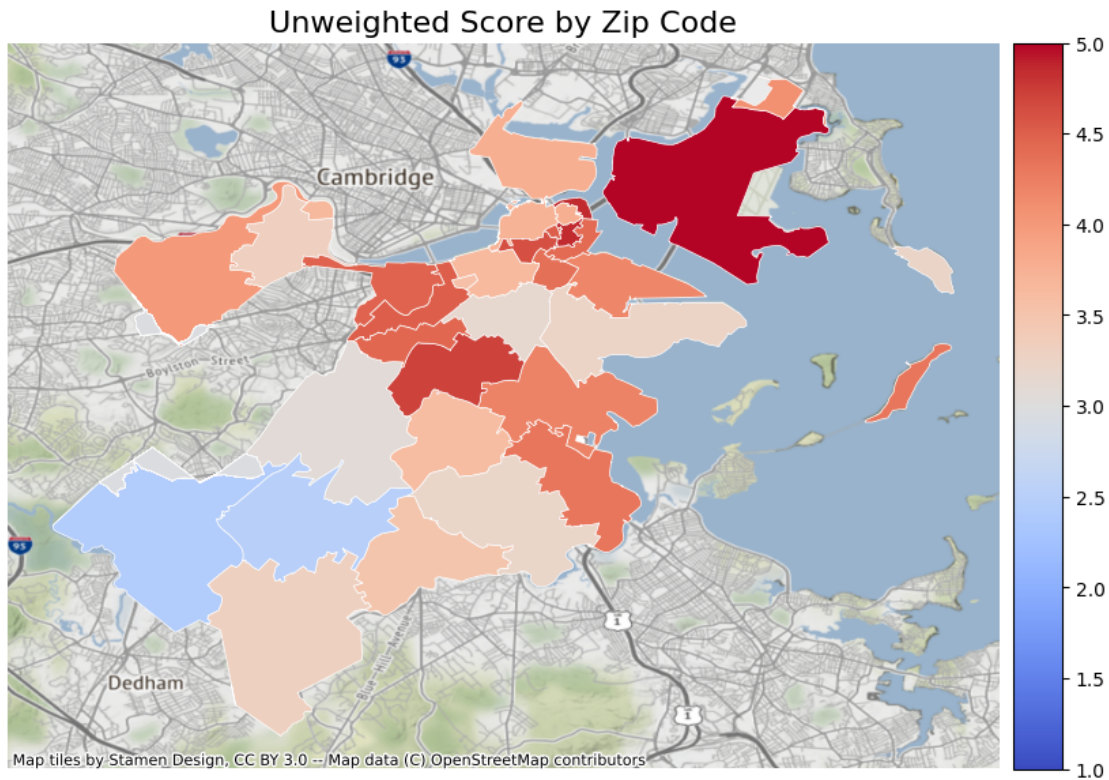 Unweighted Score by Zip Code
93
Cambridge
Boylston Street
95
1
Dedham
Blue Hill Avenue
1
Map tiles by Stamen Design, CC BY 3.0 -- Map data (C) OpenStreetMap contributors
5.0
4.5
4.0
3.5
3.0
2.5
2.0
1.5
1.0